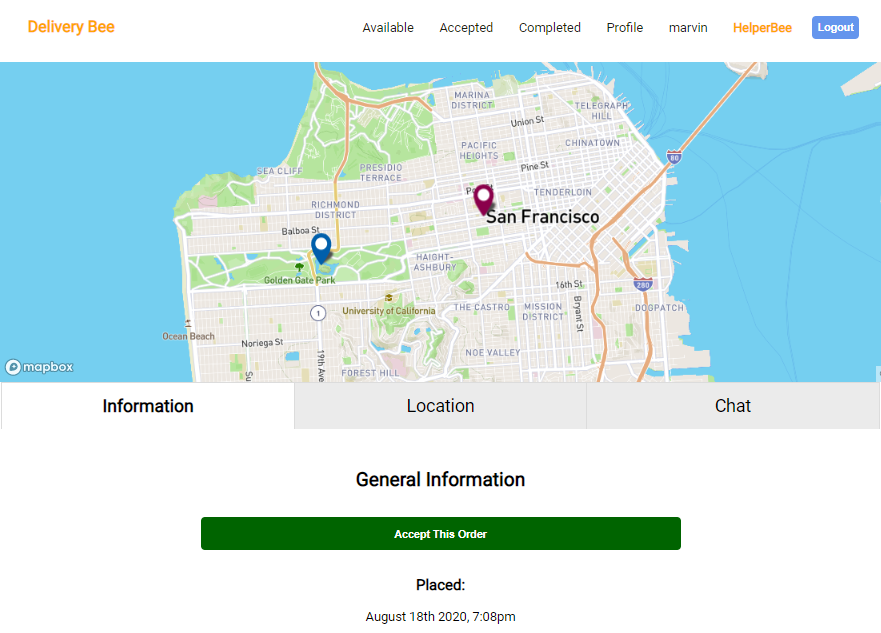 Delivery Bee
Available
Accepted
Completed
Profile
marvin
HelperBee
Logout
MARINA
DISTRICT
TELEGRAPH
HILL
Union St
CHINATOWN
PACIFIC
HEIGHTS
80
Pine St
SEA CLIFF
PRESIDIO
TERRACE
TENDERLOIN
RICHMOND
DISTRICT
San Francisco
Balboa St
HAIGHT-
ASHBURY
Golden Gate Park
16th St
280
University of California
THE CASTRO
MISSION
DISTRICT
Bryant St
DOGPATCH
1
Ocean Beach
Noriega St
19th Ave
NOE VALLEY
FOREST HILL
mapbox
Information
Location
Chat
General Information
Accept This Order
Placed:
August 18th 2020, 7:08pm